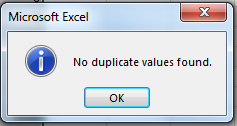 Microsoft Excel
No duplicate values found.
OK